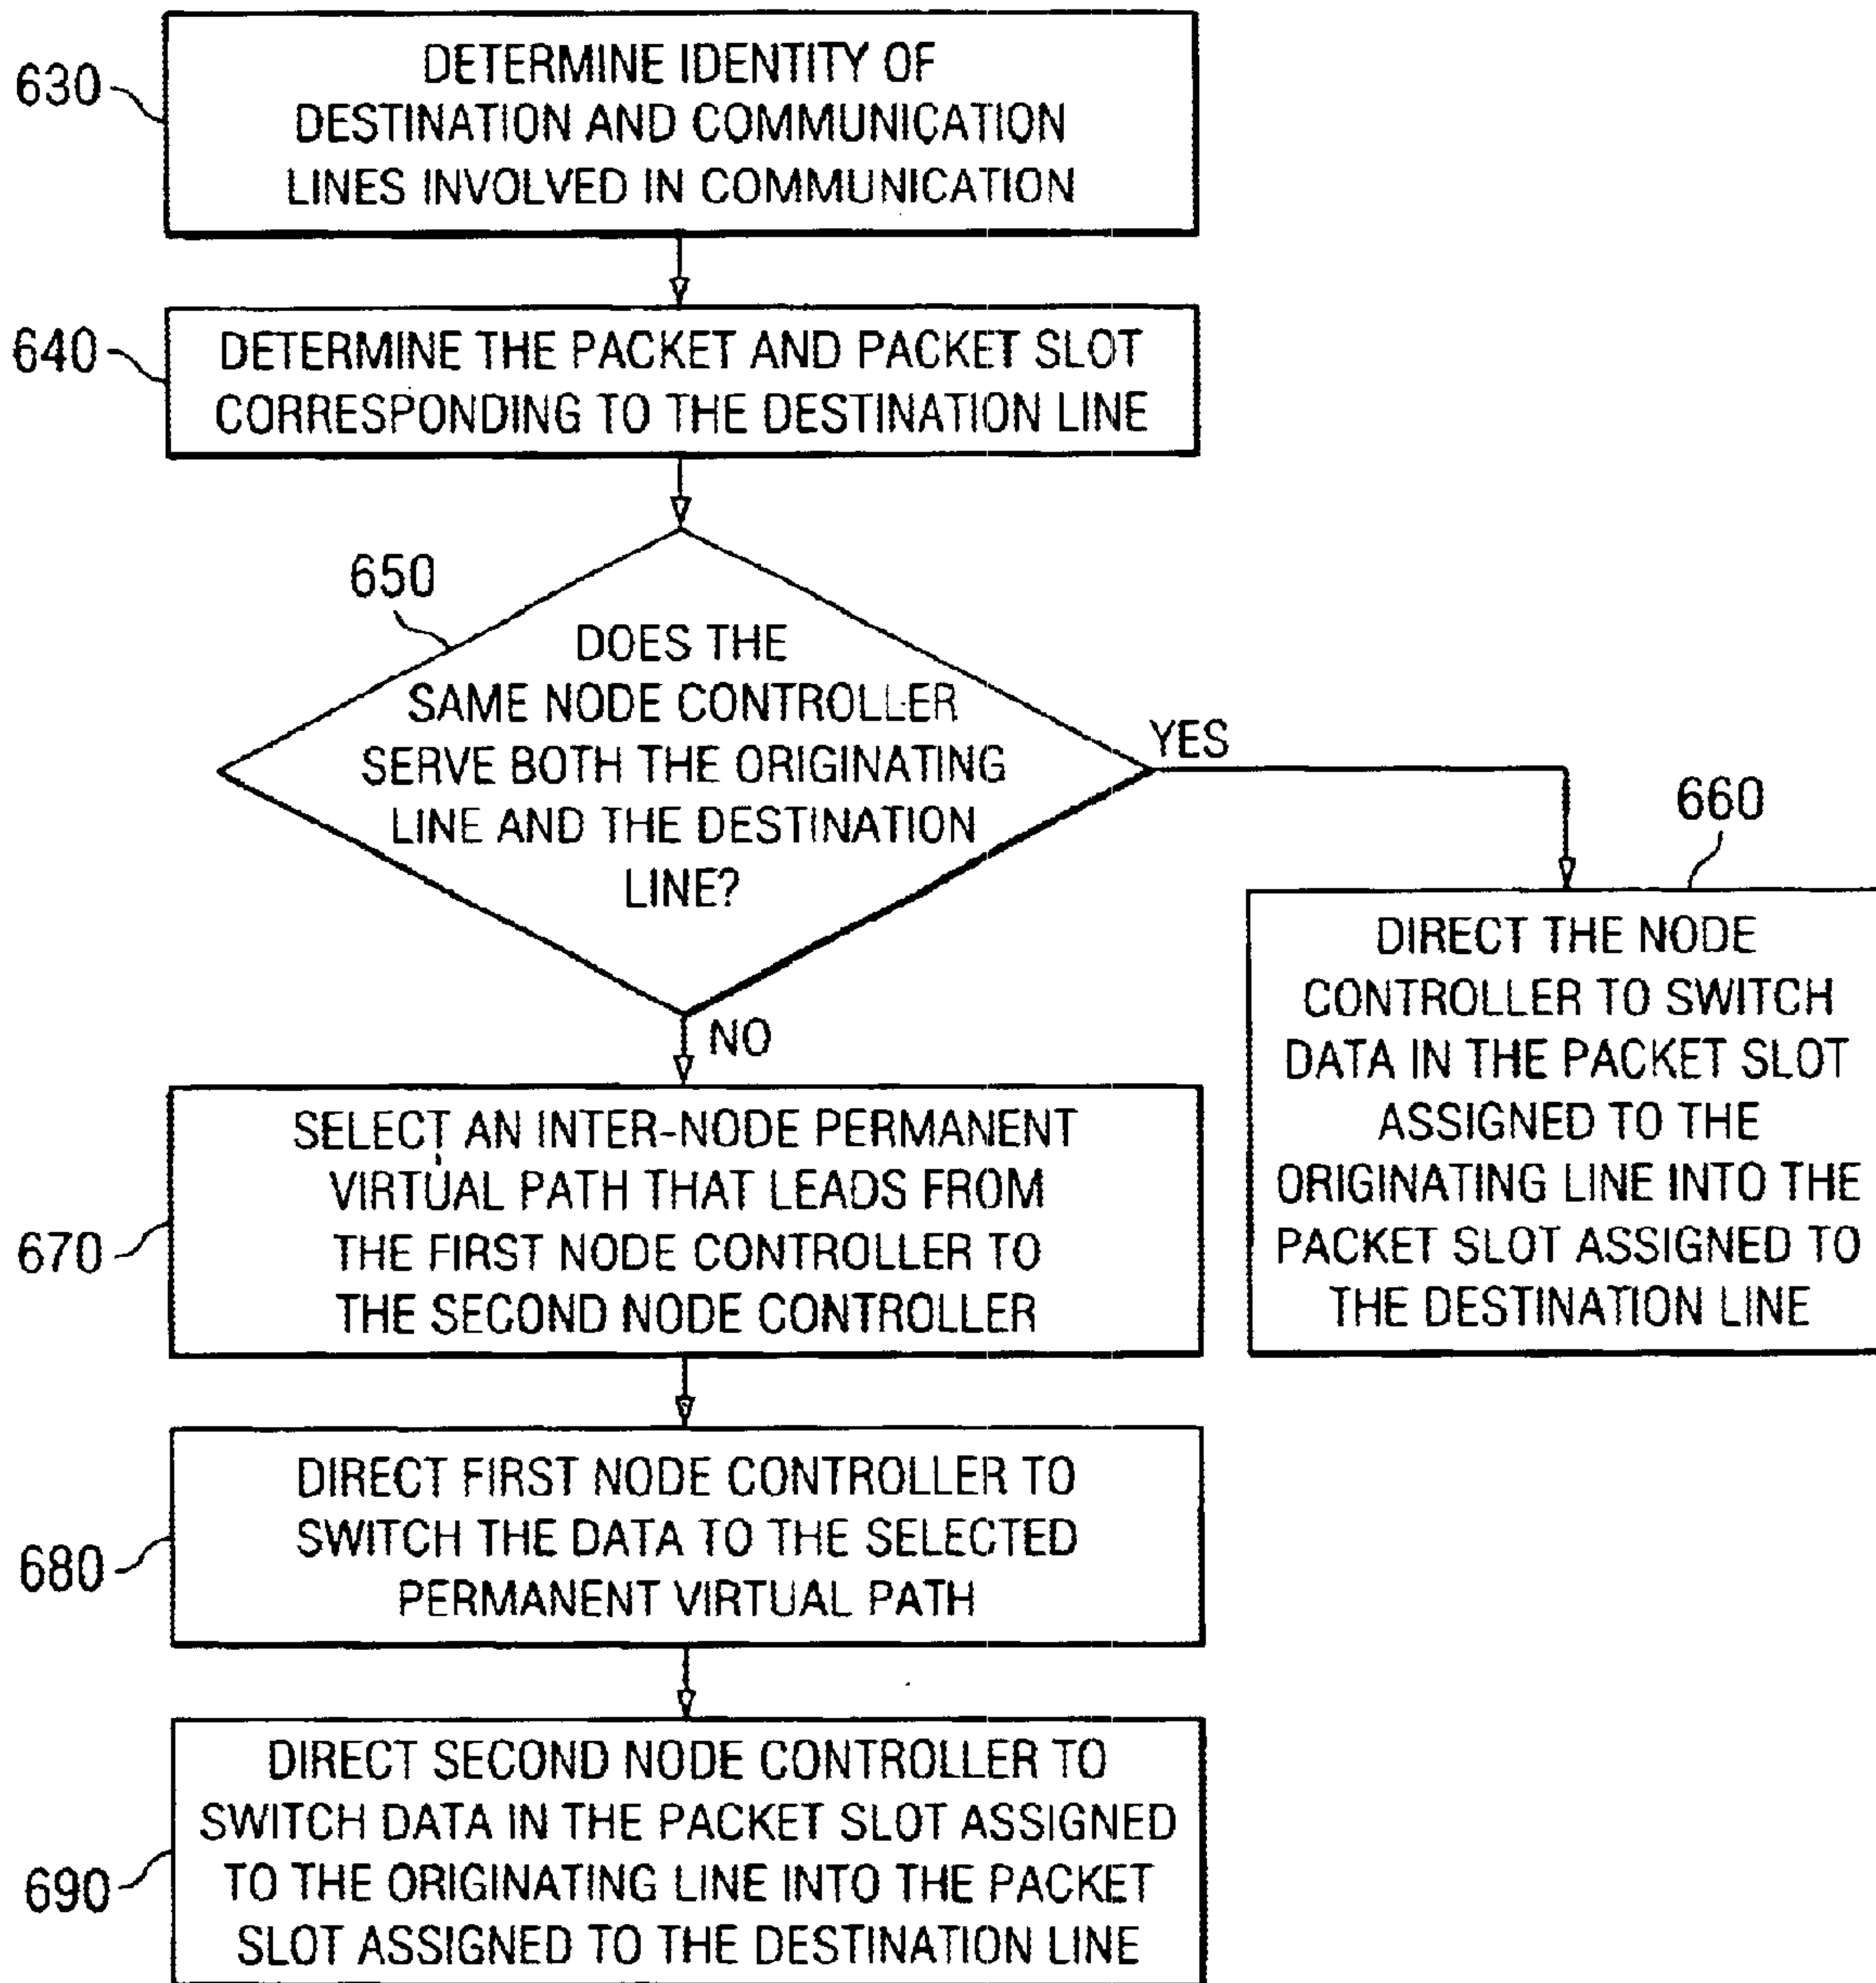 630
DETERMINE IDENTITY OF
DESTINATION AND COMMUNICATION
LINES INVOLVED IN COMMUNICATION
640
DETERMINE THE PACKET AND PACKET SLOT
CORRESPONDING TO THE DESTINATION LINE
650
DOES THE
SAME NODE CONTROLLER
SERVE BOTH THE ORIGINATING
LINE AND THE DESTINATION
LINE?
YES
660
DIRECT THE NODE
CONTROLLER TO SWITCH
DATA IN THE PACKET SLOT
ASSIGNED TO THE
ORIGINATING LINE INTO THE
PACKET SLOT ASSIGNED TO
THE DESTINATION LINE
NO
670
SELECT AN INTER-NODE PERMANENT
VIRTUAL PATH THAT LEADS FROM
THE FIRST NODE CONTROLLER TO
THE SECOND NODE CONTROLLER
680
DIRECT FIRST NODE CONTROLLER TO
SWITCH THE DATA TO THE SELECTED
PERMANENT VIRTUAL PATH
690
DIRECT SECOND NODE CONTROLLER TO
SWITCH DATA IN THE PACKET SLOT ASSIGNED
TO THE ORIGINATING LINE INTO THE PACKET
SLOT ASSIGNED TO THE DESTINATION LINE